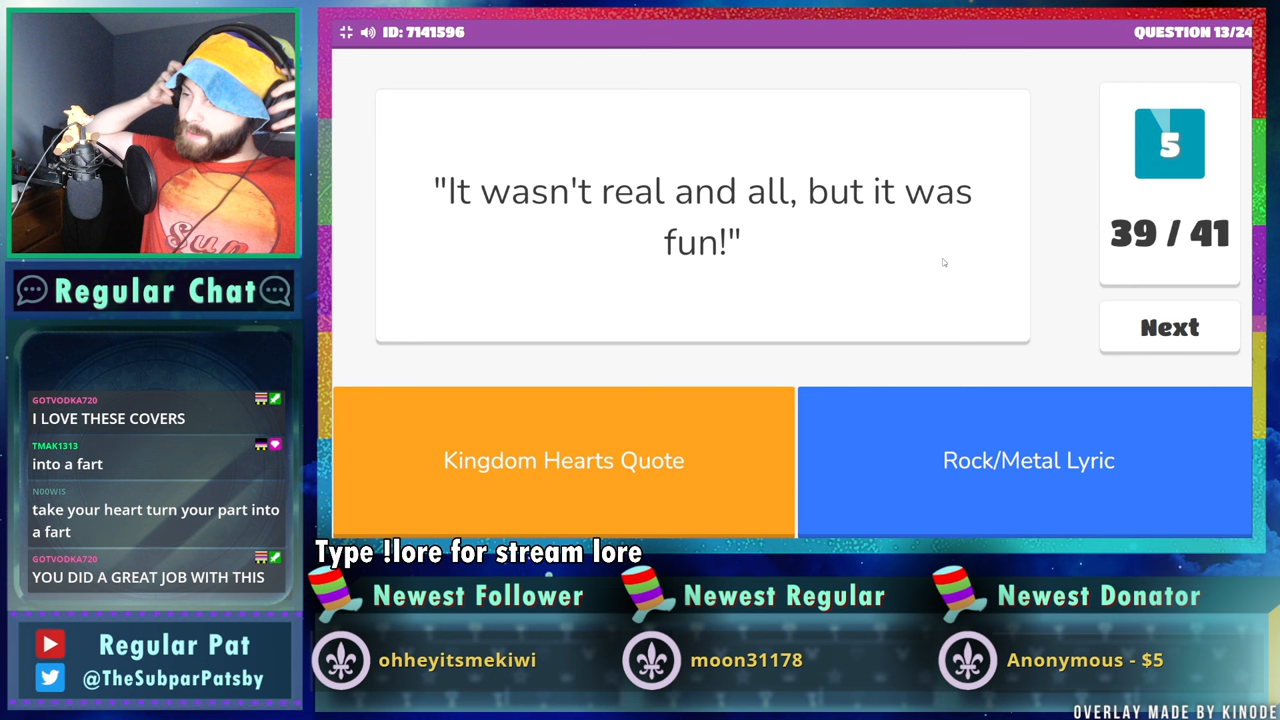 ID: 7141596
QUESTION 13/24
"It wasn't real and all, but it was
fun!"
5
39 / 41
Next
Kingdom Hearts Quote
Rock/Metal Lyric
Sun
Regular Chat
GOTVODKA720
I LOVE THESE COVERS
TMAK1313
into a fart
N00WIS
take your heart turn your part into
a fart
GOTVODKA720
YOU DID A GREAT JOB WITH THIS
Regular Pat
@TheSubparPatsby
Type !lore for stream lore
Newest Follower
ohheyitsmekiwi
Newest Regular
moon31178
Newest Donator
Anonymous - $5
OVERLAY MADE BY KINODE